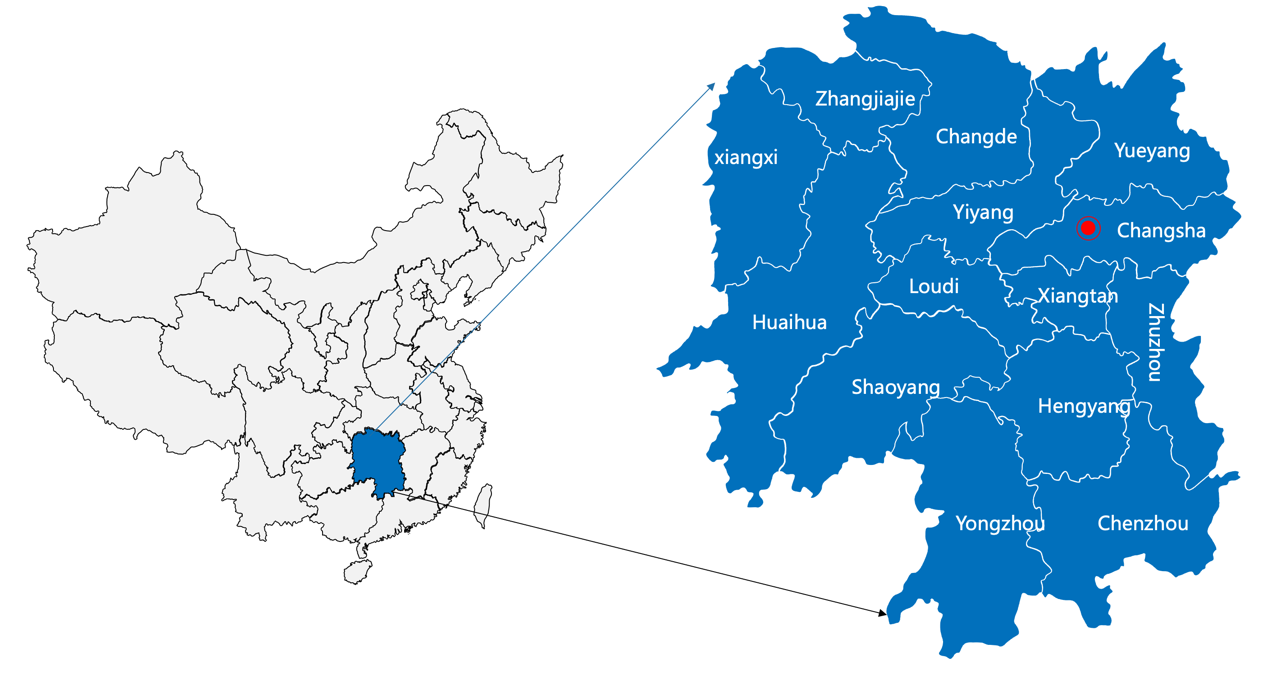 Zhangjiajie
Changde
xiangxi
Yueyang
Yiyang
Changsha
Loudi
Xiangtan
Huaihua
Zhuzhou
Shaoyang
Hengyang
Yongzhou
Chenzhou